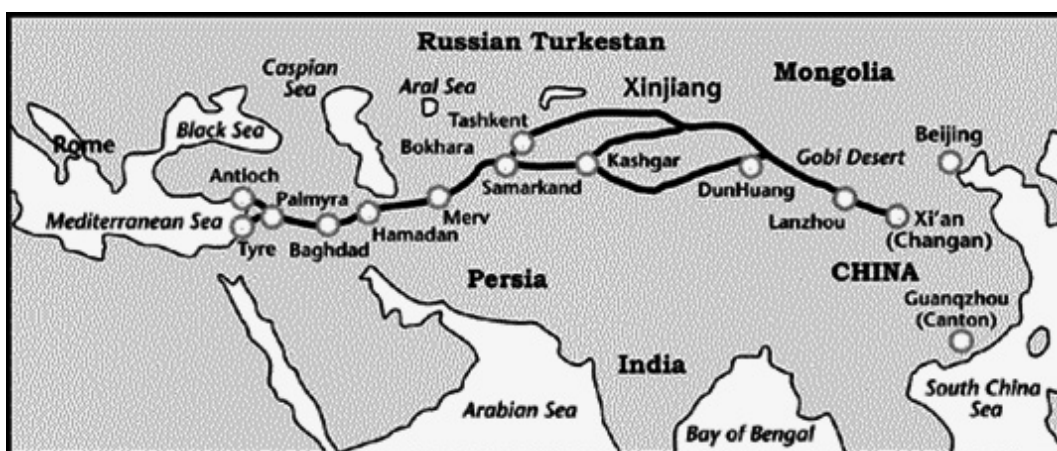 Russian Turkestan
Caspian
Sea
Aral Sea
Xinjiang
Mongolia
Rome
Black Sea
Tashkent
Bokhara
Beijing
Antioch
Palmyra
Samarkand
Kashgar
DunHuang
Gobi Desert
Mediterranean Sea
Tyre
Baghdad
Hamadan
Merv
Lanzhou
Xi'an
(Changan)
Persia
CHINA
Guanqzhou
(Canton)
India
Arabian Sea
Bay of Bengal
South China
Sea